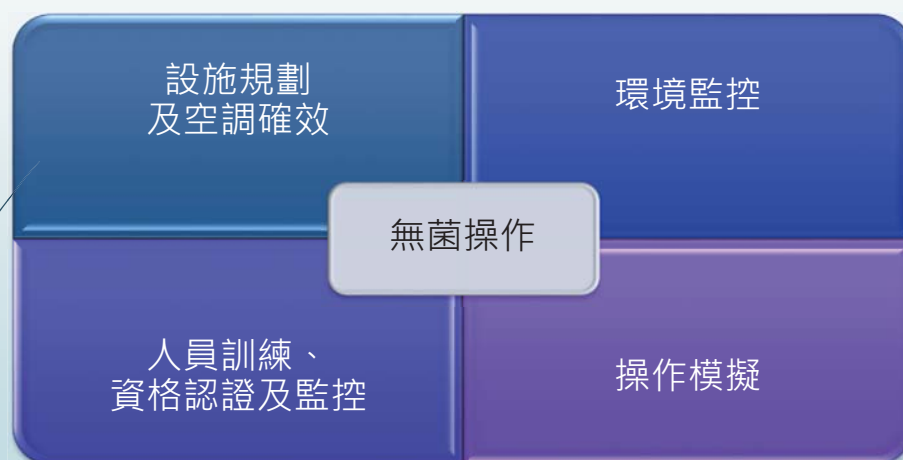 設施規劃
及空調確效
環境監控
無菌操作
人員訓練、
資格認證及監控
操作模擬